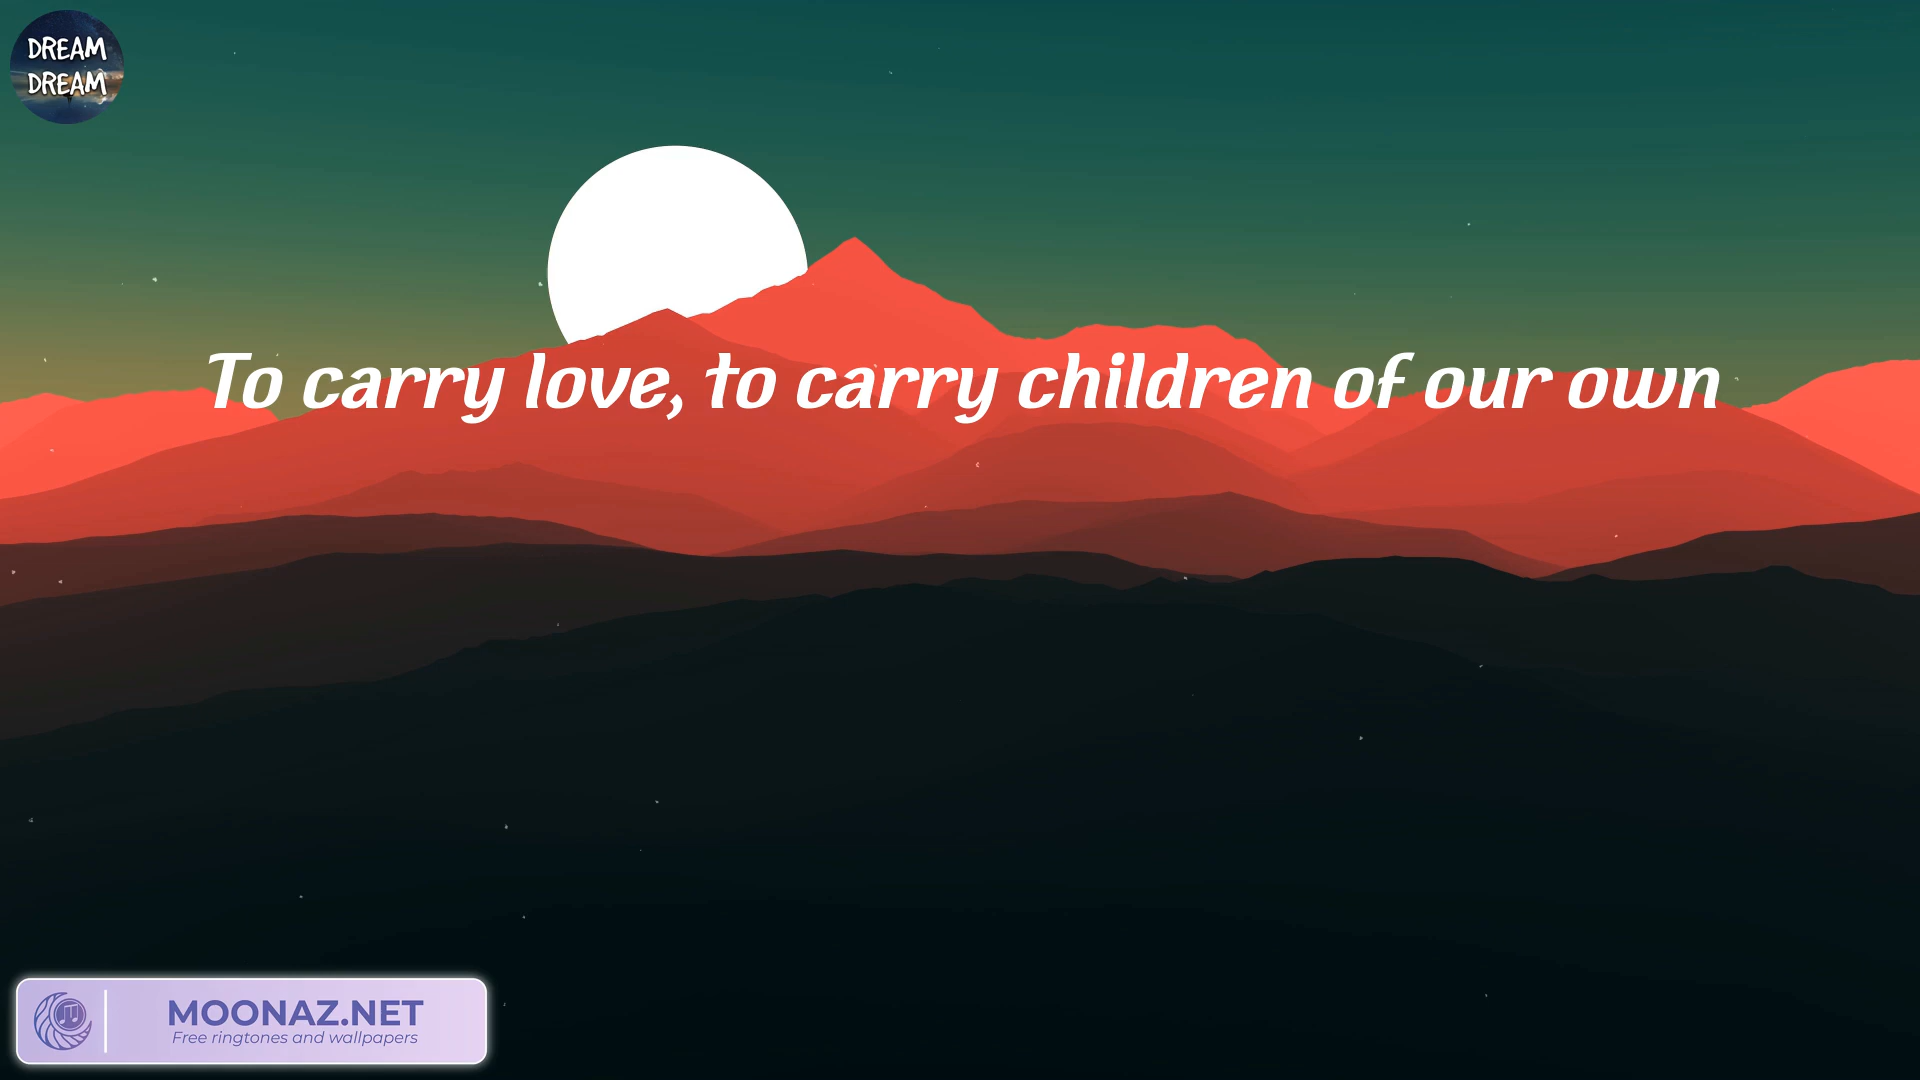 DREAM
DREAM
To carry love, to carry children of our own
MOONAZ.NET
Free ringtones and wallpapers